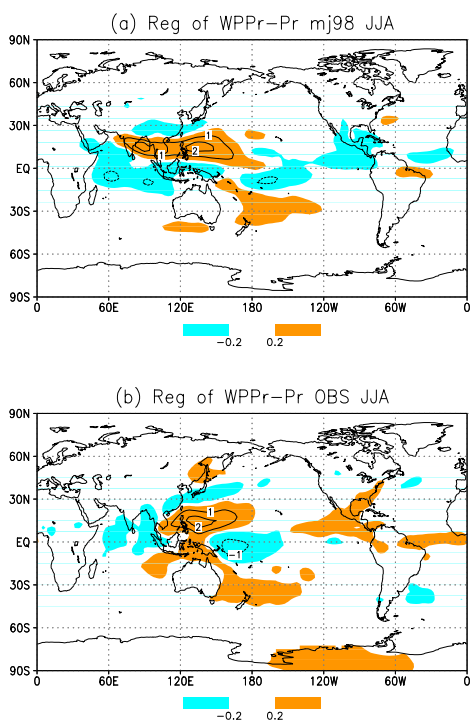 (a) Reg of WPPr-Pr mj98 JJA
90N
60N
30N
EQ
30S
60S
90S
1
1
2
0 60E 120E 180 120W 60W 0
-0.2 0.2
(b) Reg of WPPr-Pr OBS JJA
90N
60N
30N
EQ
30S
60S
90S
1
2
-1
0 60E 120E 180 120W 60W 0
-0.2 0.2